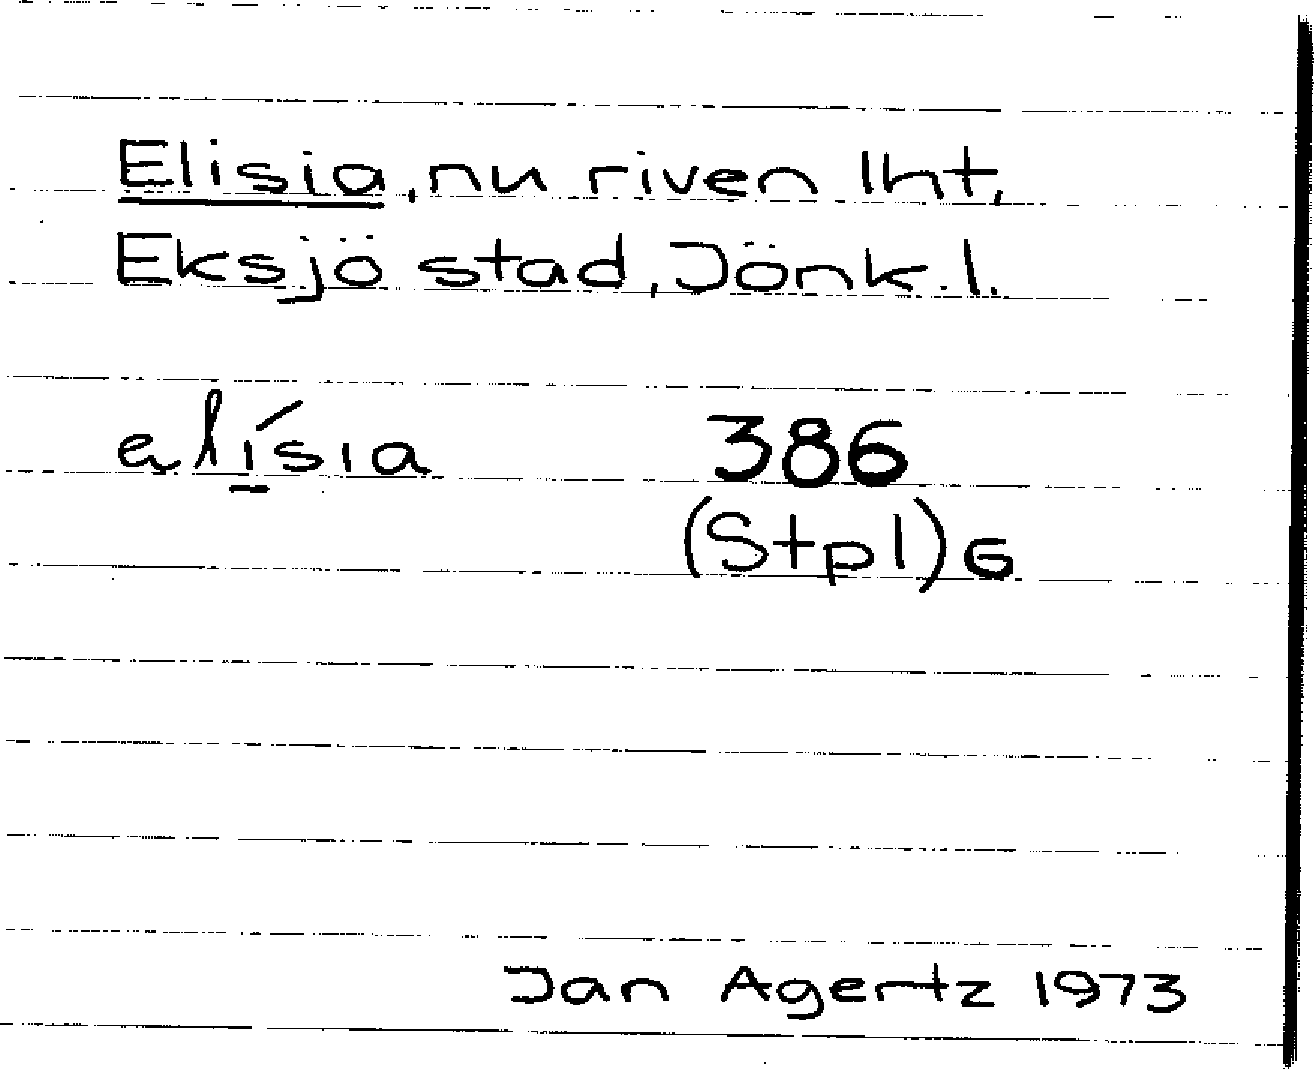 Elisia, nu riven lht,
Eksjö stad, Jönk. l.
elísia 386
(Stpl) G
Jan Agertz 1973